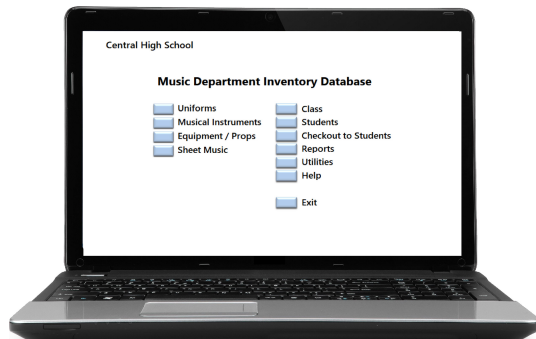 Central High School
Music Department Inventory Database
Uniforms
Musical Instruments
Equipment / Props
Sheet Music
Class
Students
Checkout to Students
Reports
Utilities
Help
Exit